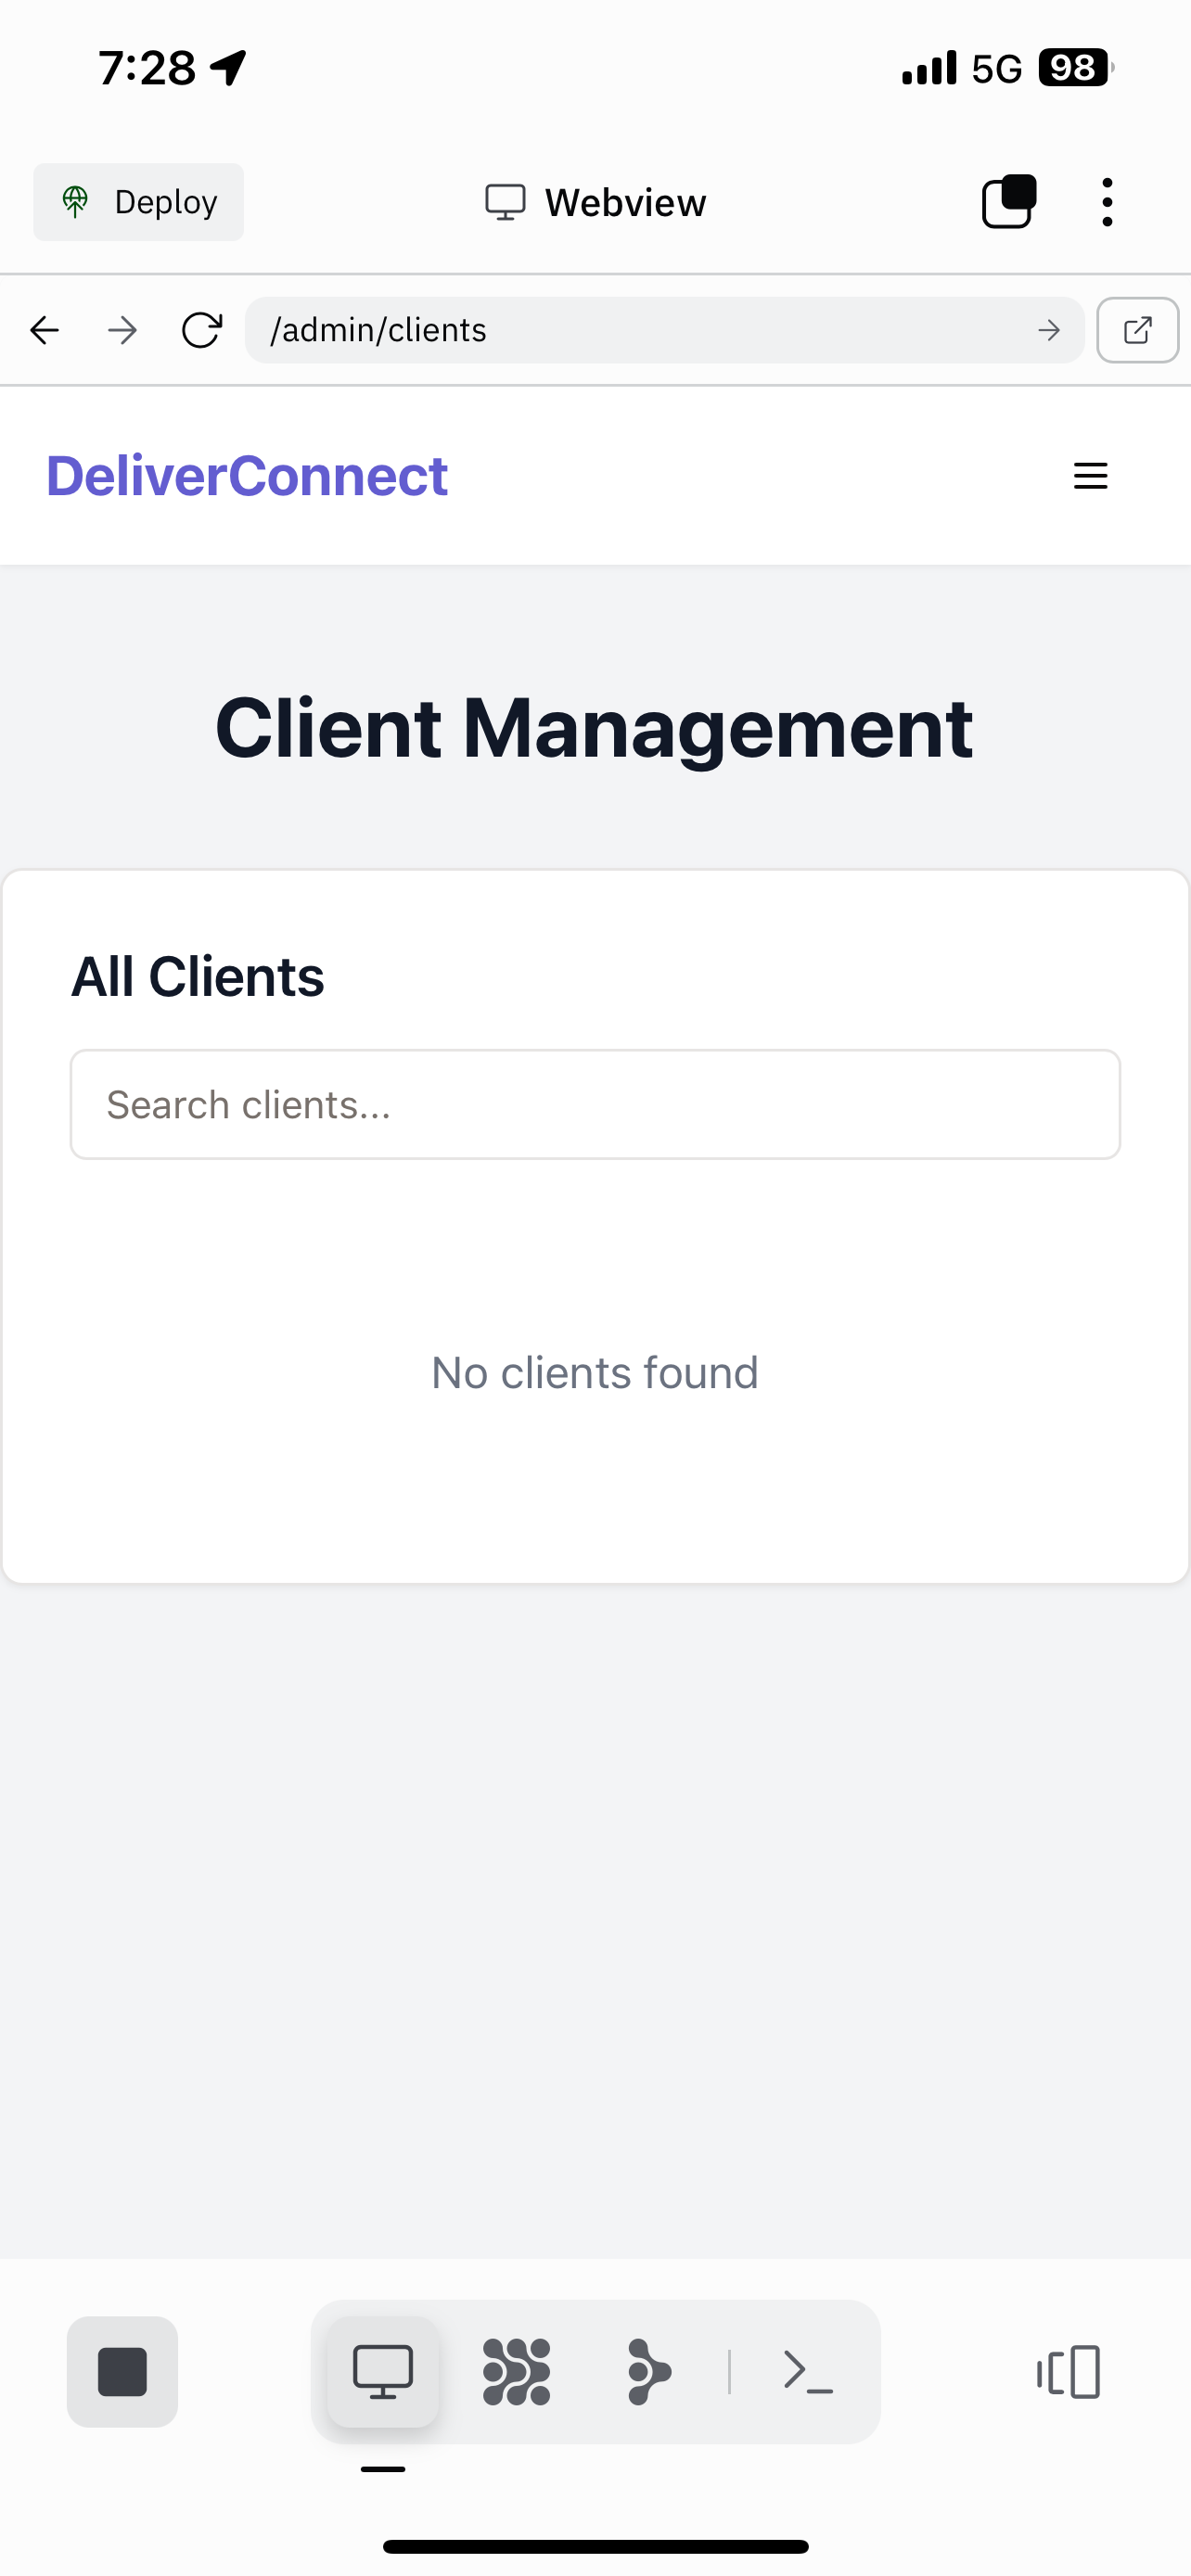 7:28
5G 98
Deploy
Webview
/admin/clients
DeliverConnect
Client Management
All Clients
Search clients...
No clients found